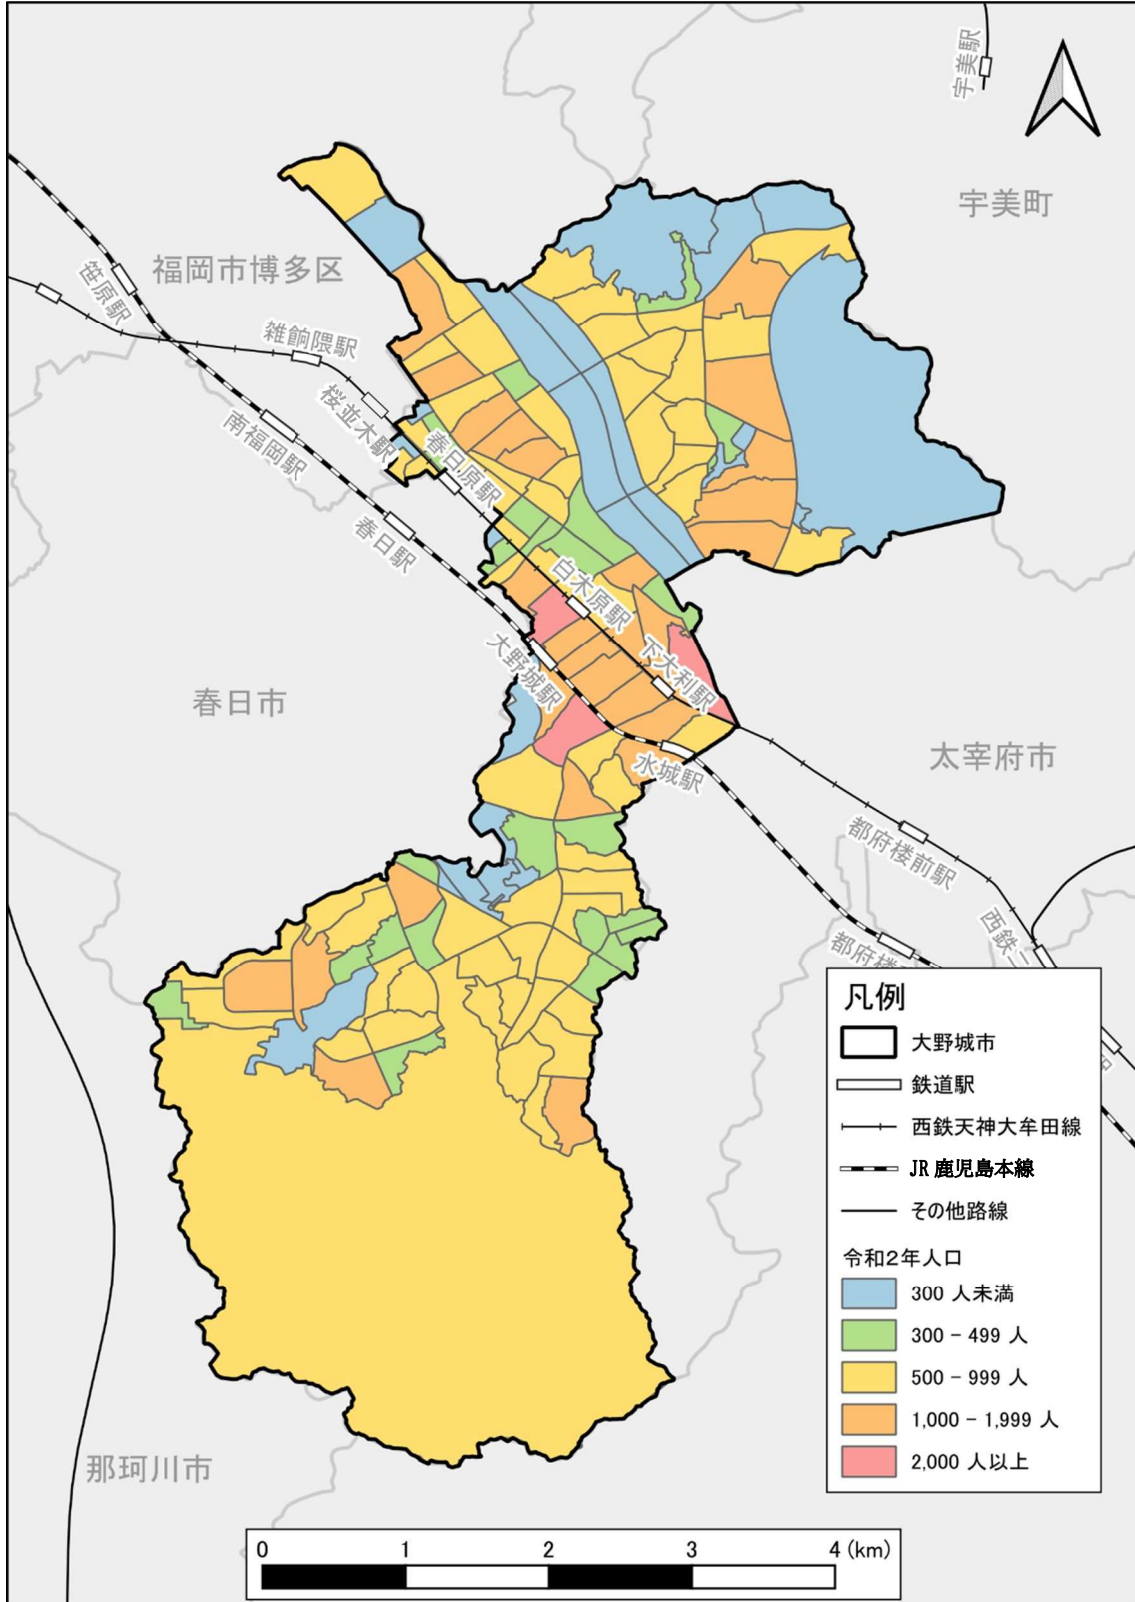 宇美駅
宇美町
福岡市博多区
笹原駅
雑餉隈駅
桜並木駅
南福岡駅
春日原駅
春日駅
白木原駅
大野城駅
下大利駅
春日市
太宰府市
水城駅
都府楼前駅
西鉄二
都府楼
凡例
大野城市
鉄道駅
西鉄天神大牟田線
JR 鹿児島本線
その他路線
令和2年人口
300 人未満
300 - 499 人
500 - 999 人
1,000 - 1,999 人
2,000 人以上
那珂川市
0 1 2 3 4 (km)